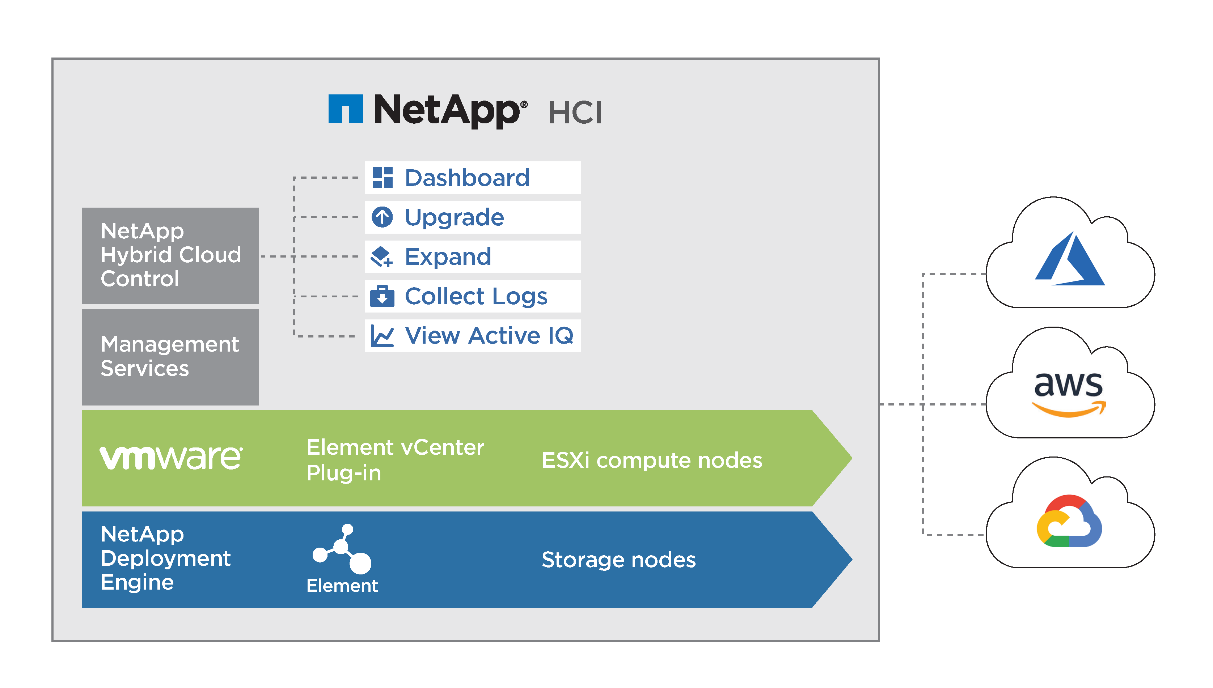 NetApp® HCI
Dashboard
Upgrade
Expand
Collect Logs
View Active IQ
NetApp
Hybrid Cloud
Control
Management
Services
vmware®
Element vCenter
Plug-in
ESXi compute nodes
NetApp
Deployment
Engine
Element
Storage nodes
aws